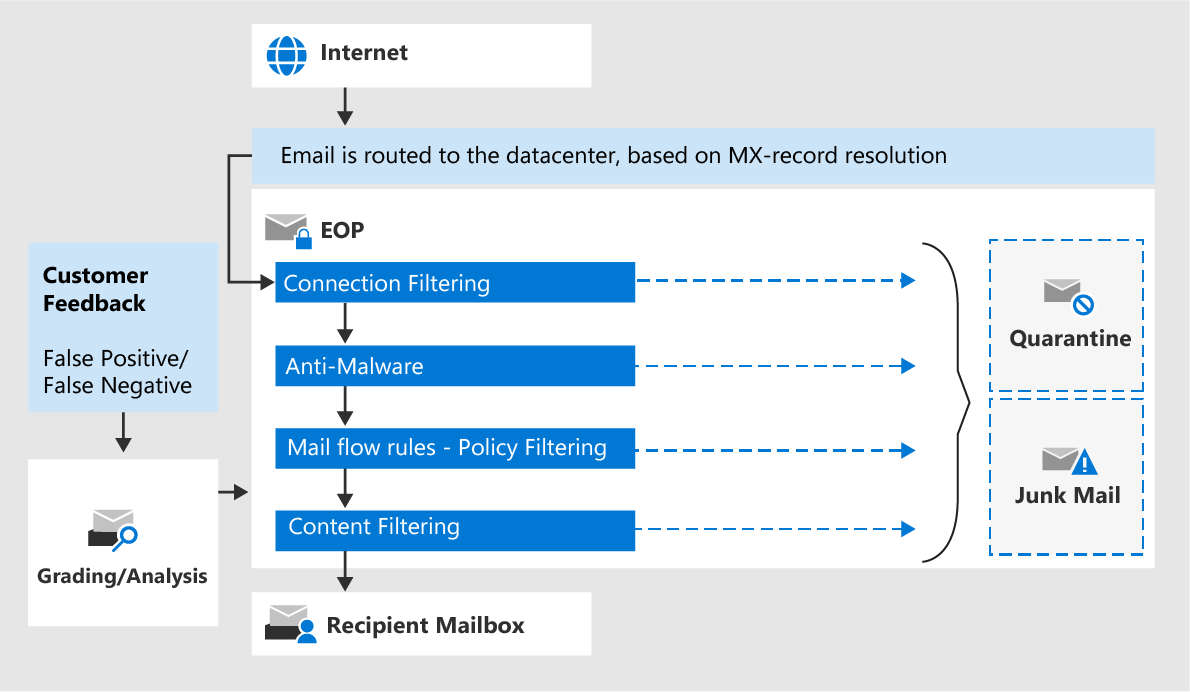 Internet
Email is routed to the datacenter, based on MX-record resolution
EOP
Customer
Feedback
False Positive/
False Negative
Grading/Analysis
Connection Filtering
Anti-Malware
Mail flow rules - Policy Filtering
Content Filtering
Quarantine
Junk Mail
Recipient Mailbox